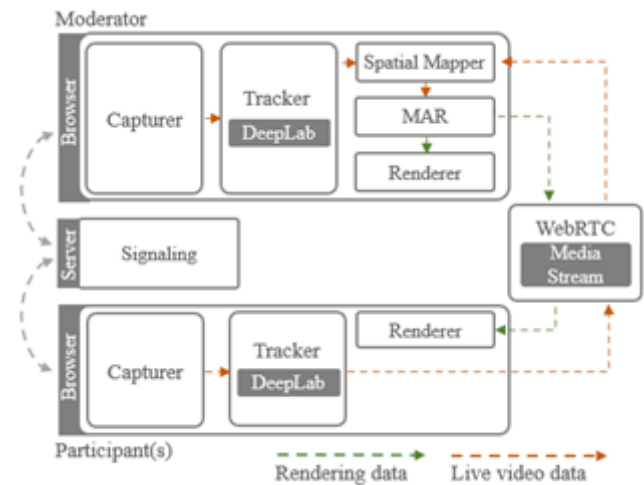 Moderator
Browser
Capturer
Tracker
DeepLab
Spatial Mapper
MAR
Renderer
Server
Signaling
WebRTC
Media
Stream
Browser
Capturer
Tracker
DeepLab
Renderer
Participant(s)
Rendering data
Live video data